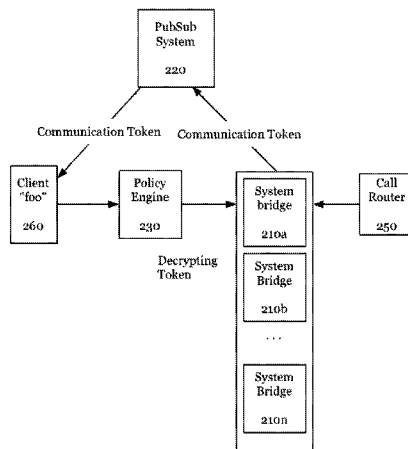 PubSub
System
220
Communication Token
Communication Token
Client
"foo"
260
Policy
Engine
230
Decrypting
Token
System
bridge
210a
System
Bridge
210b
...
System
Bridge
210n
Call
Router
250